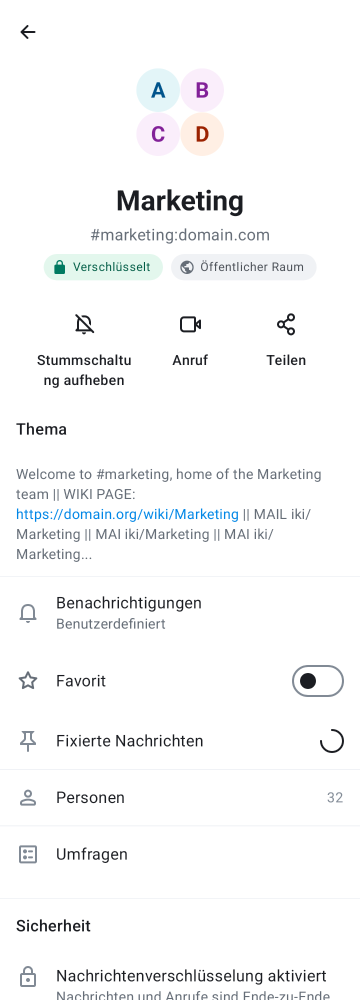 A B
C D
Marketing
#marketing:domain.com
Verschlüsselt Öffentlicher Raum
Stummschaltu
ng aufheben
Anruf
Teilen
Thema
Welcome to #marketing, home of the Marketing
team || WIKI PAGE:
https://domain.org/wiki/Marketing || MAIL iki/
Marketing || MAI iki/Marketing || MAI iki/
Marketing...
Benachrichtigungen
Benutzerdefiniert
Favorit
Fixierte Nachrichten
Personen 32
Umfragen
Sicherheit
Nachrichtenverschlüsselung aktiviert
Nachrichten und Anrufe sind Ende-zu-Ende